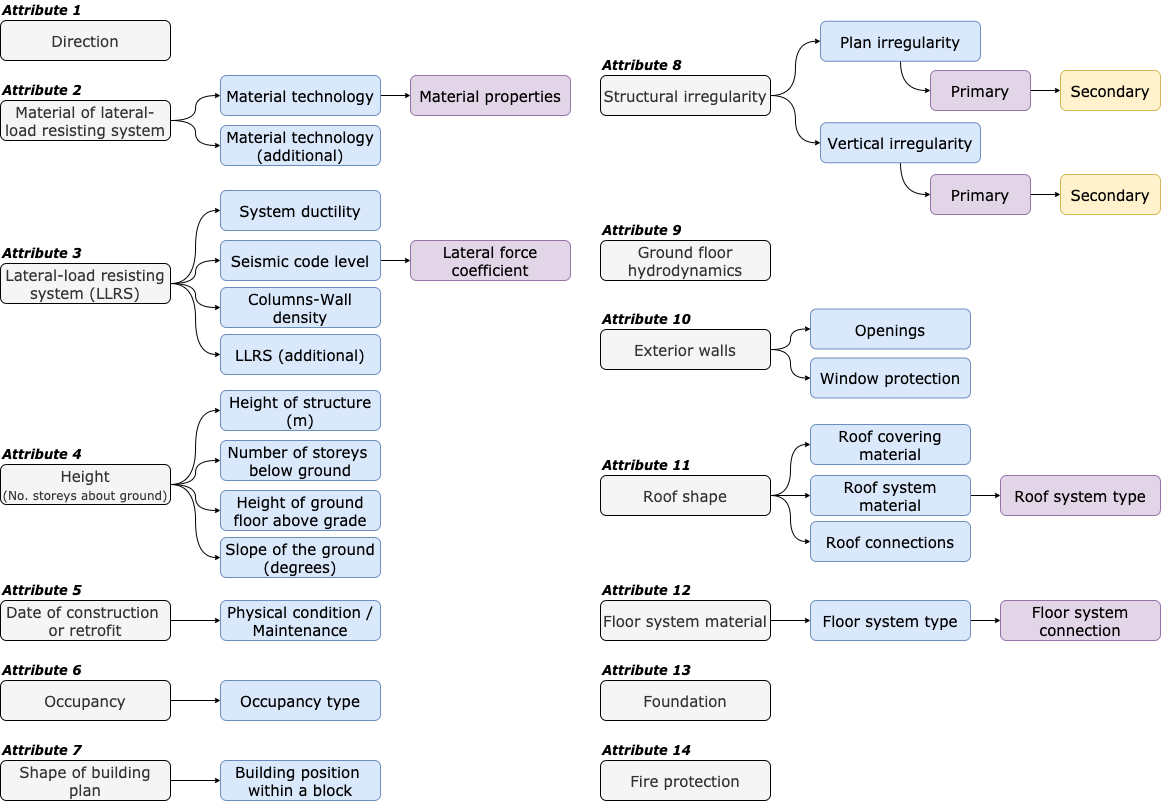 Attribute 1
Direction
Attribute 2
Material of lateral-
load resisting system
Material technology
Material properties
Material technology
(additional)
Attribute 3
Lateral-load resisting
system (LLRS)
System ductility
Seismic code level
Lateral force
coefficient
Columns-Wall
density
LLRS (additional)
Attribute 4
Height
(No. storeys about ground)
Height of structure
(m)
Number of storeys
below ground
Height of ground
floor above grade
Slope of the ground
(degrees)
Attribute 5
Date of construction
or retrofit
Physical condition /
Maintenance
Attribute 6
Occupancy
Occupancy type
Attribute 7
Shape of building
plan
Building position
within a block
Attribute 8
Structural irregularity
Plan irregularity
Primary
Secondary
Vertical irregularity
Primary
Secondary
Attribute 9
Ground floor
hydrodynamics
Attribute 10
Exterior walls
Openings
Window protection
Attribute 11
Roof shape
Roof covering
material
Roof system
material
Roof system type
Roof connections
Attribute 12
Floor system material
Floor system type
Floor system
connection
Attribute 13
Foundation
Attribute 14
Fire protection